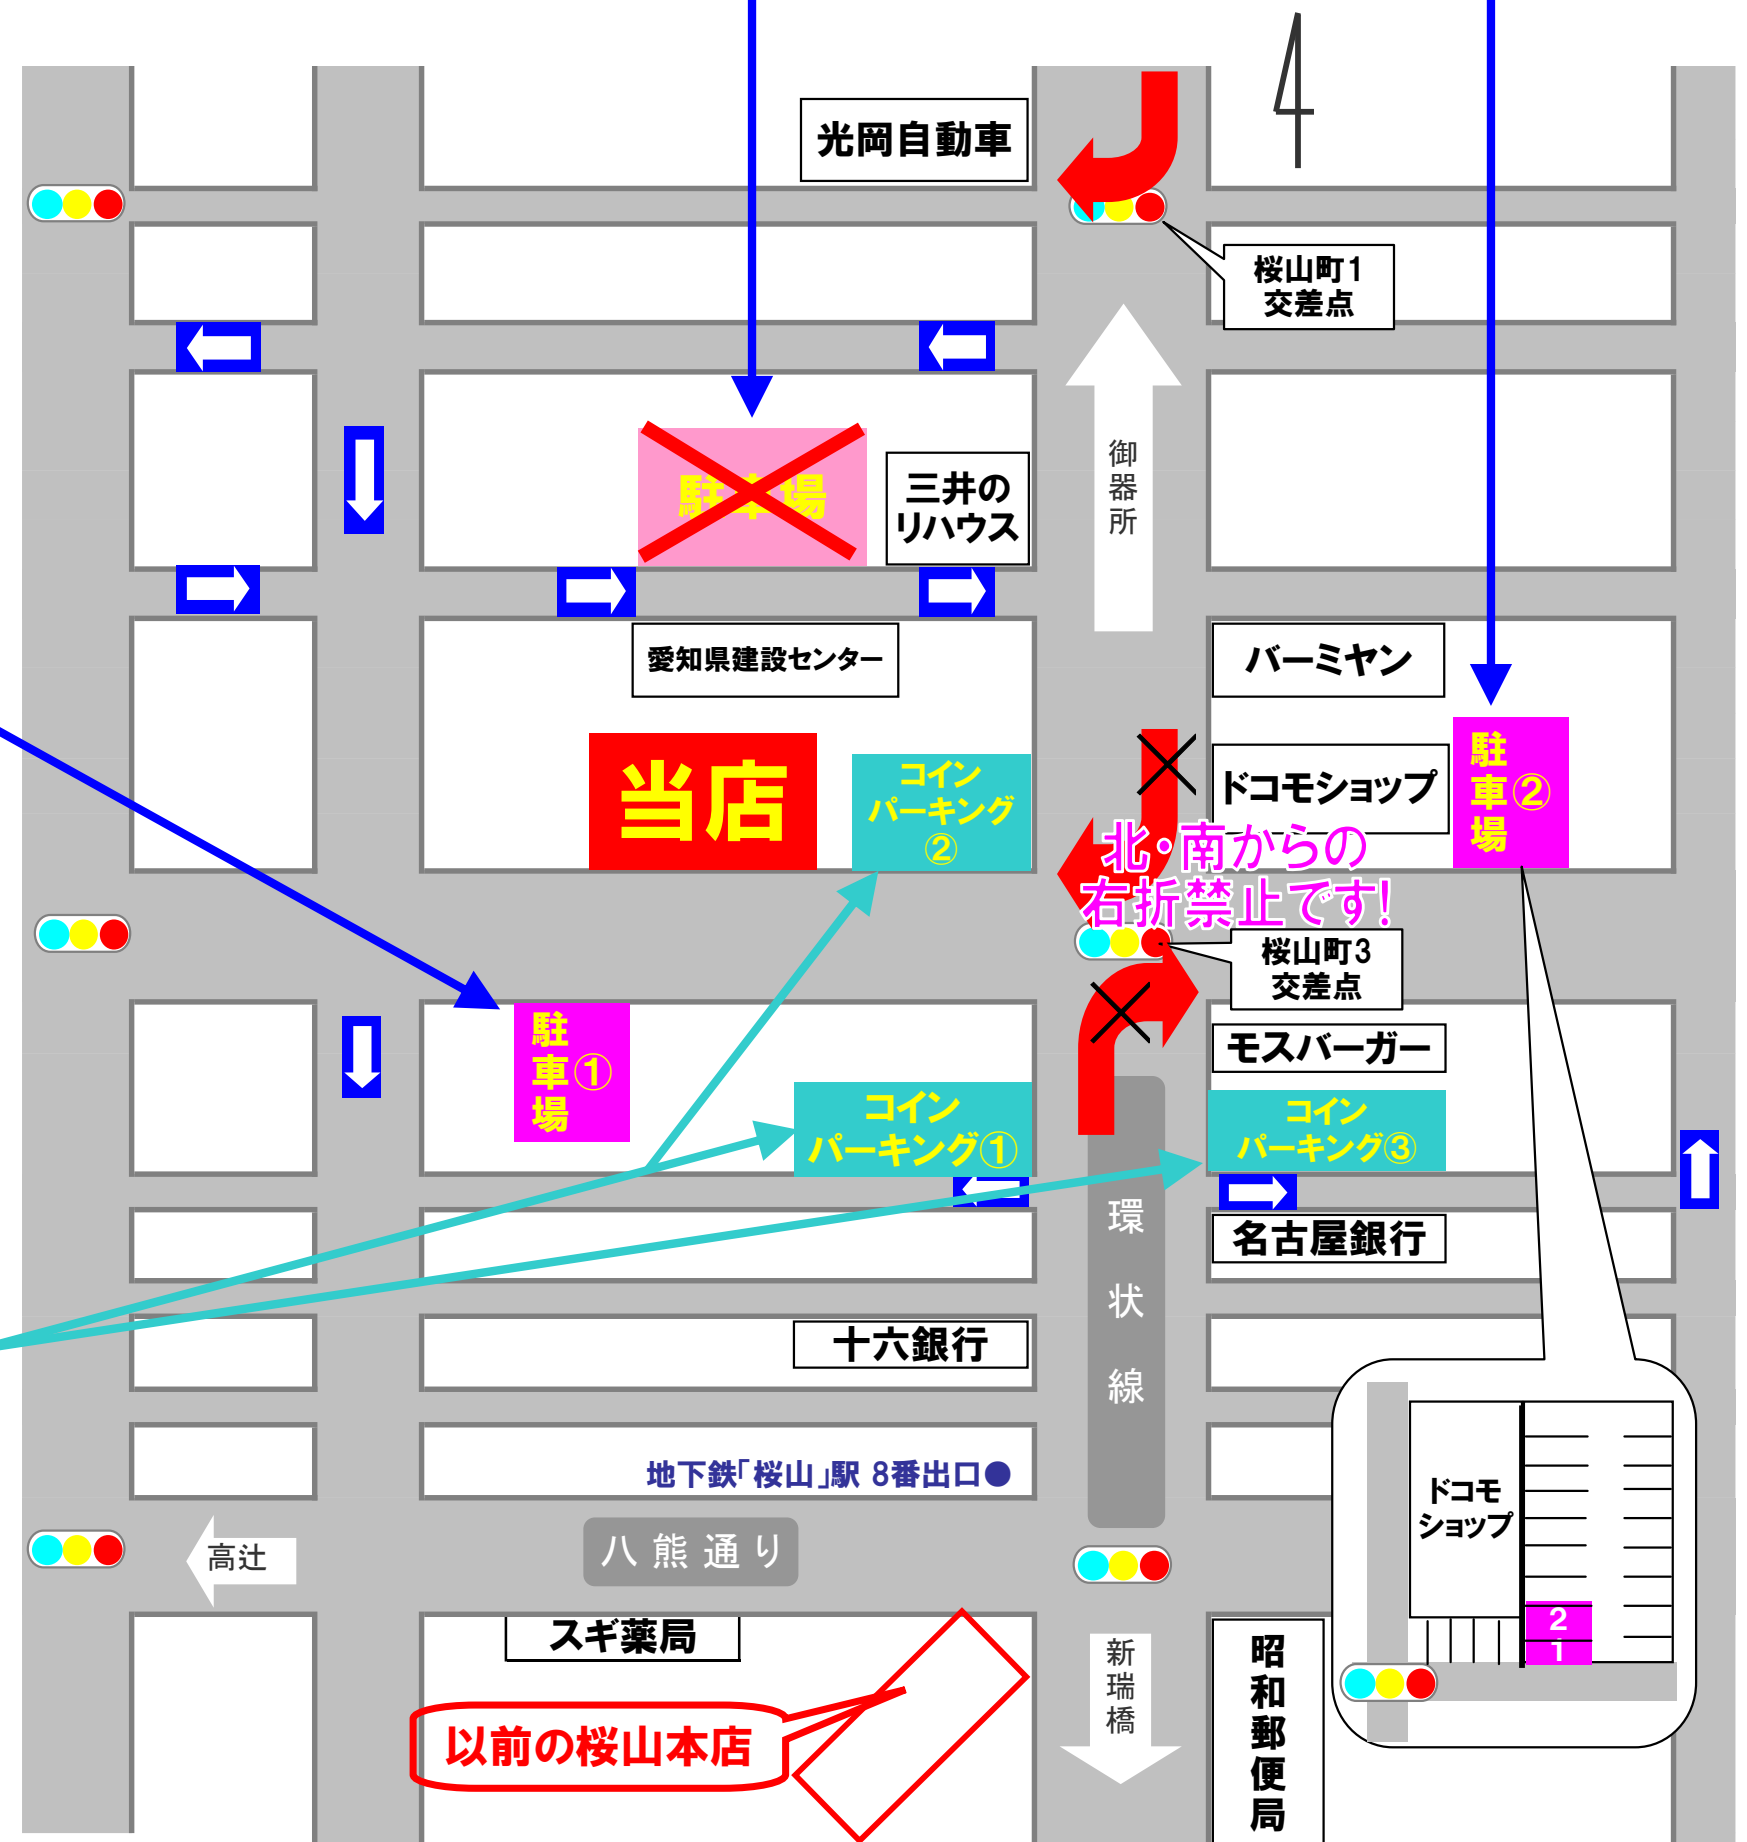 光岡自動車
桜山町1
交差点
御器所
駐車場
三井の
リハウス
愛知県建設センター
バーミヤン
当店
コイン
パーキング
②
ドコモショップ
駐車場②
北・南からの
右折禁止です!
桜山町3
交差点
駐車場①
モスバーガー
コイン
パーキング①
コイン
パーキング③
環状線
名古屋銀行
十六銀行
地下鉄「桜山」駅 8番出口●
八熊通り
高辻
ドコモ
ショップ
2
1
スギ薬局
新瑞橋
昭和郵便局
以前の桜山本店